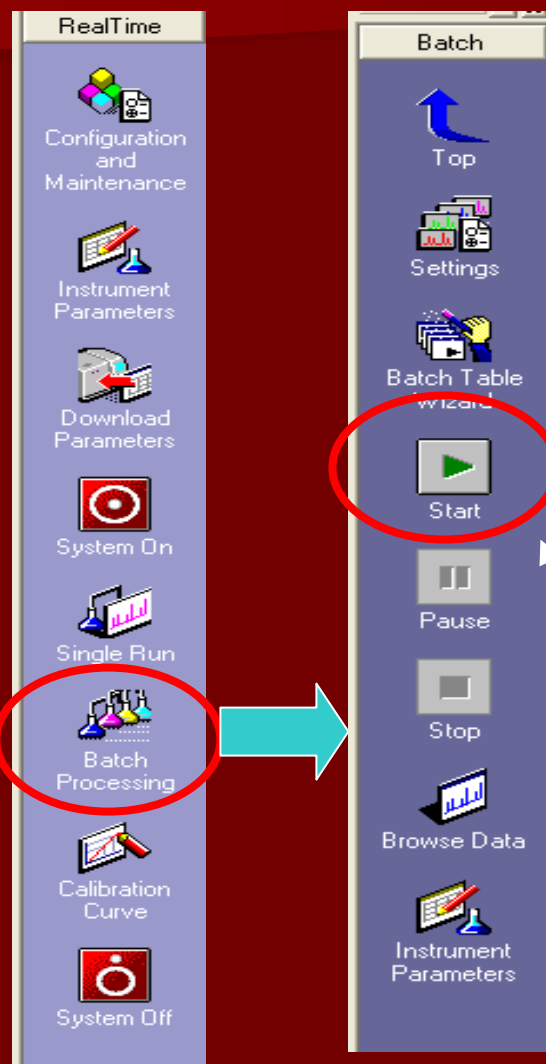 RealTime
Configuration
and
Maintenance
Instrument
Parameters
Download
Parameters
System On
Single Run
Batch
Processing
Calibration
Curve
System Off
Batch
Top
Settings
Batch Table
Wizard
Start
Pause
Stop
Browse Data
Instrument
Parameters